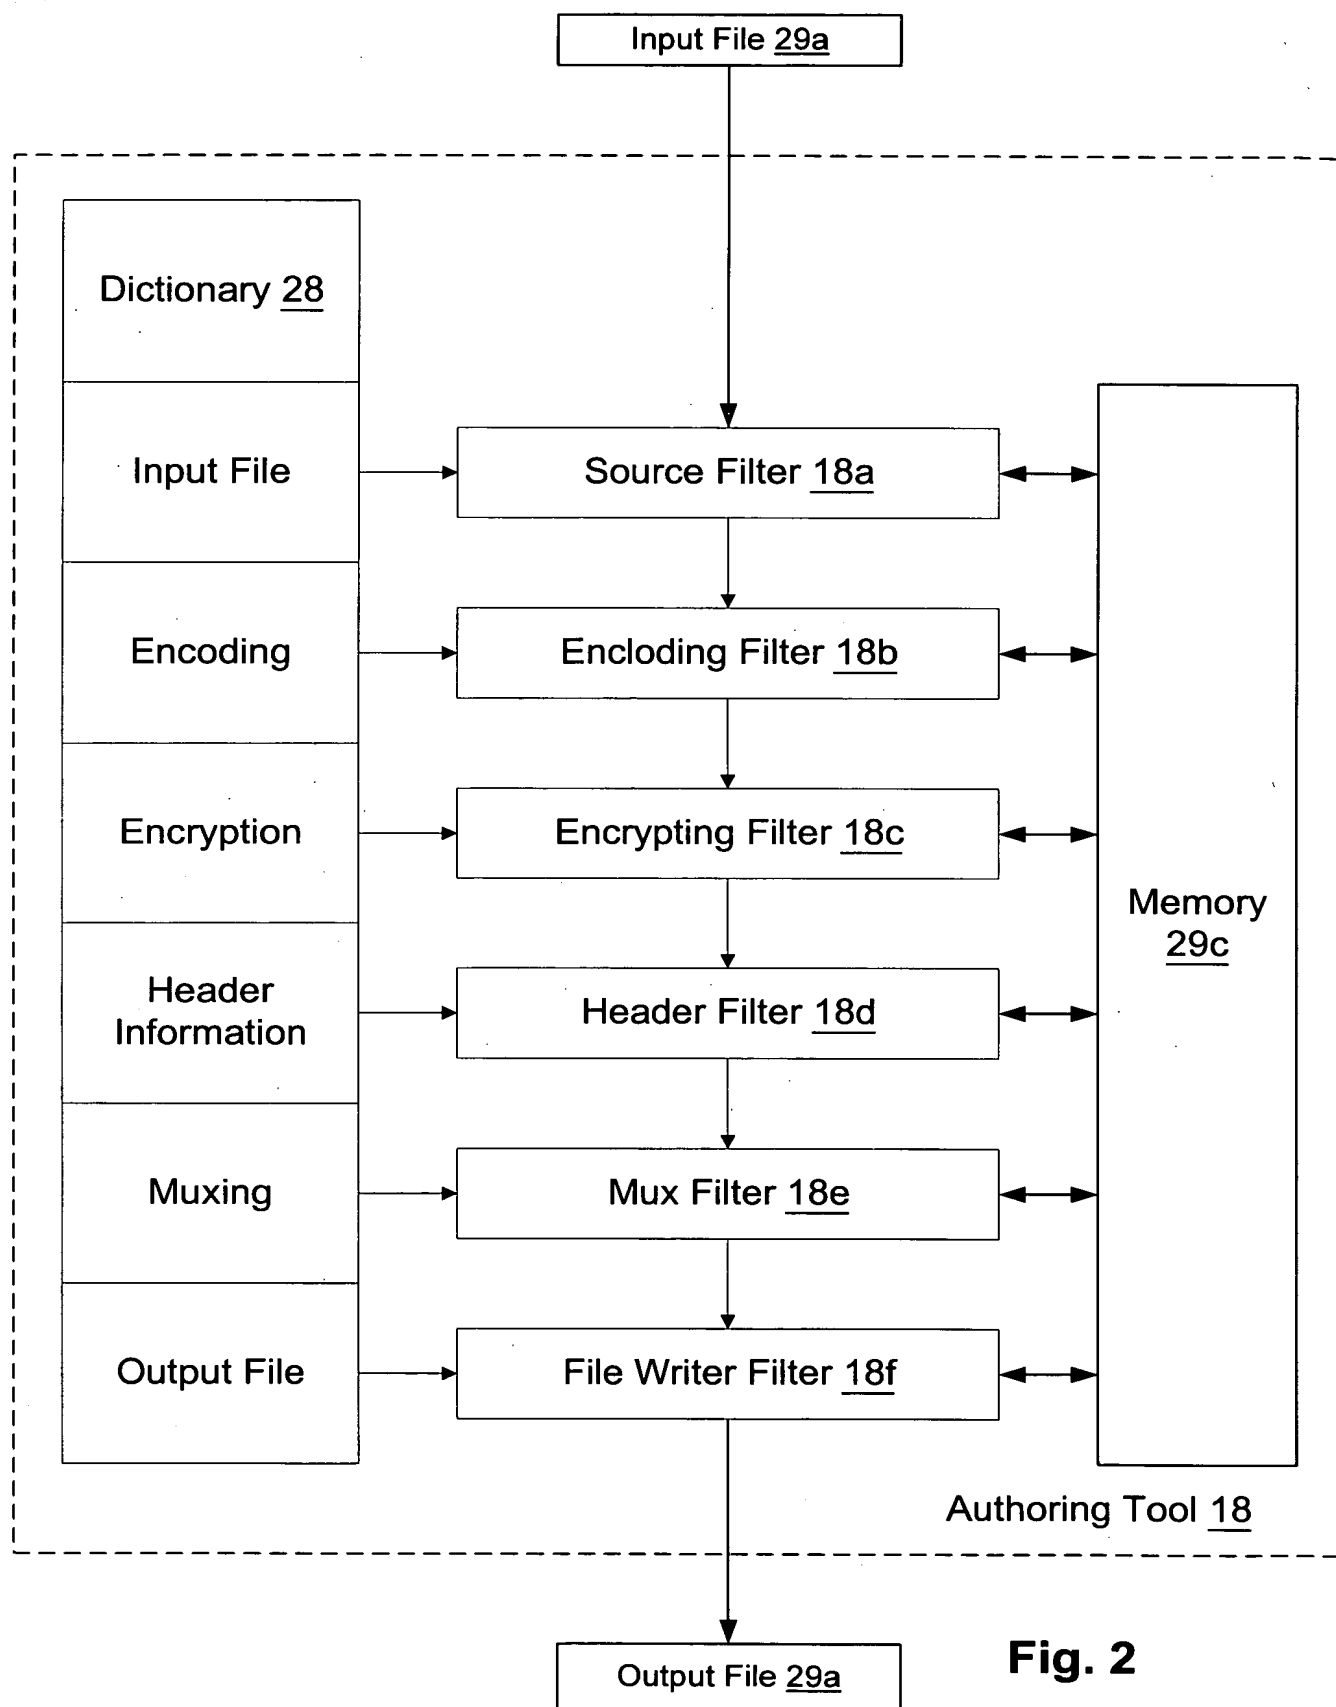 Input File 29a
Dictionary 28
Input File
Source Filter 18a
Encoding
Encloding Filter 18b
Encryption
Encrypting Filter 18c
Memory
29c
Header
Information
Header Filter 18d
Muxing
Mux Filter 18e
Output File
File Writer Filter 18f
Authoring Tool 18
Output File 29a
Fig. 2